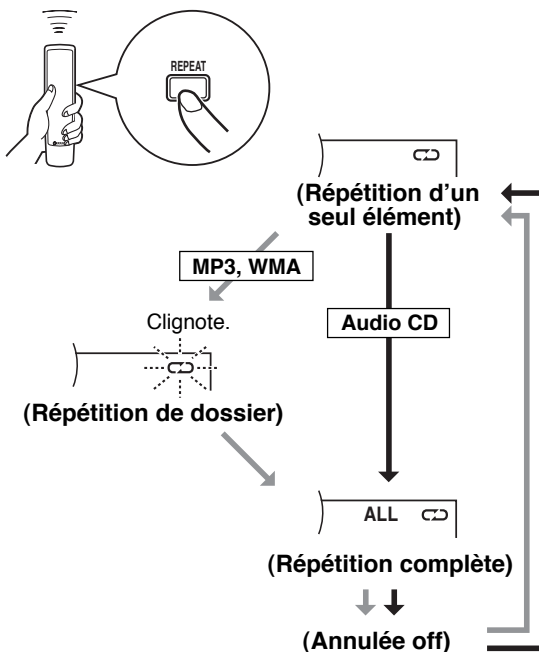 REPEAT
(Répétition d'un
seul élément)
MP3, WMA
Audio CD
Clignote.
(Répétition de dossier)
ALL
(Répétition complète)
(Annulée off)